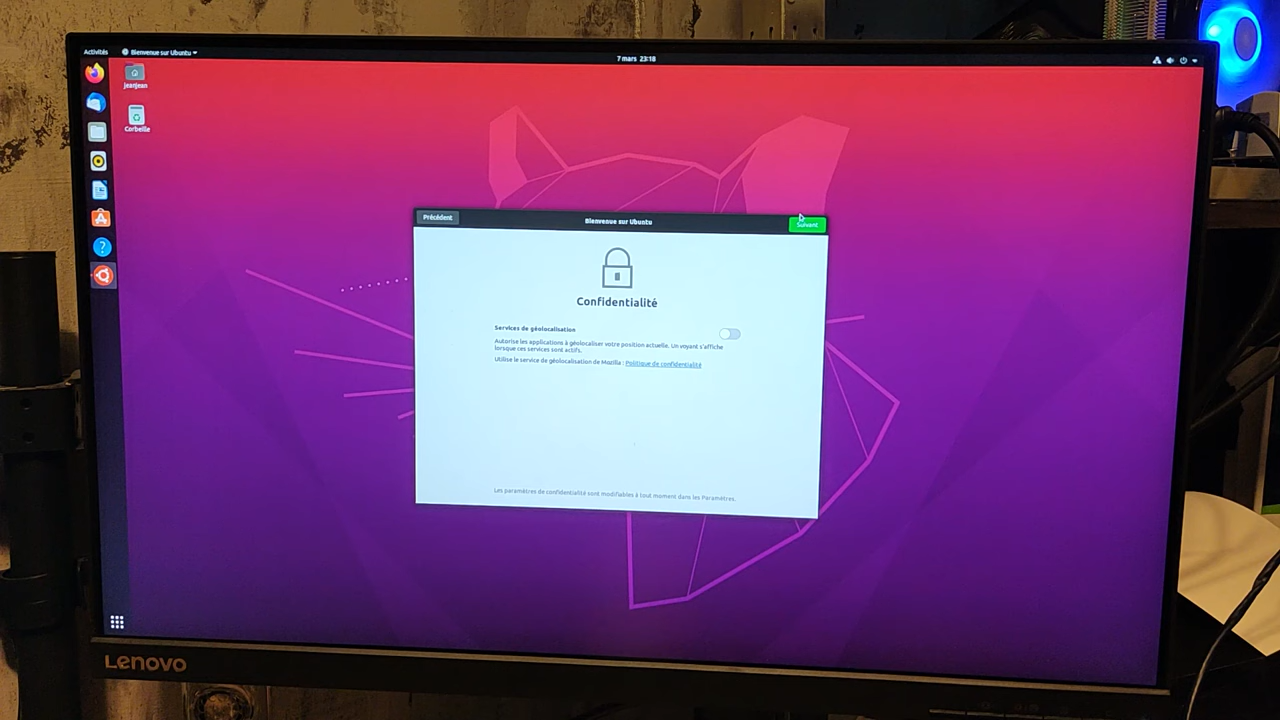 Activités
Bienvenue sur Ubuntu
7 mars 23:18
jeanjean
Corbeille
Précédent
Bienvenue sur Ubuntu
Suivant
Confidentialité
Services de géolocalisation
Autorise les applications à géolocaliser votre position actuelle. Un voyant s'affiche
lorsque ces services sont actifs.
Utilise le service de géolocalisation de Mozilla : Politique de confidentialité
Les paramètres de confidentialité sont modifiables à tout moment dans les Paramètres.
Lenovo